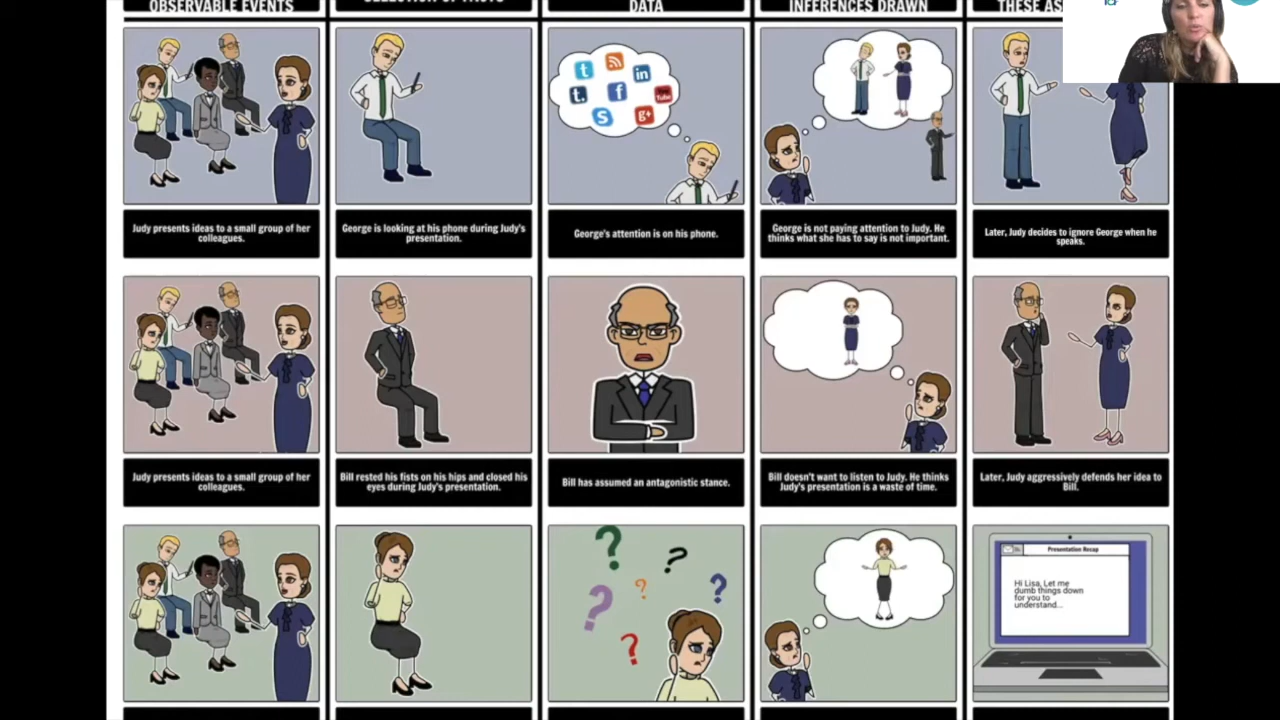 OBSERVABLE EVENTS
SELECTION OF FACTS
DATA
INFERENCES DRAWN
THESE
Judy presents ideas to a small group of her
colleagues.
George is looking at his phone during Judy's
presentation.
George's attention is on his phone.
George is not paying attention to Judy. He
thinks what she has to say is not important.
Later, Judy decides to ignore George when he
speaks.
Judy presents ideas to a small group of her
colleagues.
Bill rested his fists on his hips and closed his
eyes during Judy's presentation.
Bill has assumed an antagonistic stance.
Bill doesn't want to listen to Judy. He thinks
Judy's presentation is a waste of time.
Later, Judy aggressively defends her idea to
Bill.
Presentation Recap
Hi Lisa, Let me
dumb things down
for you to
understand...